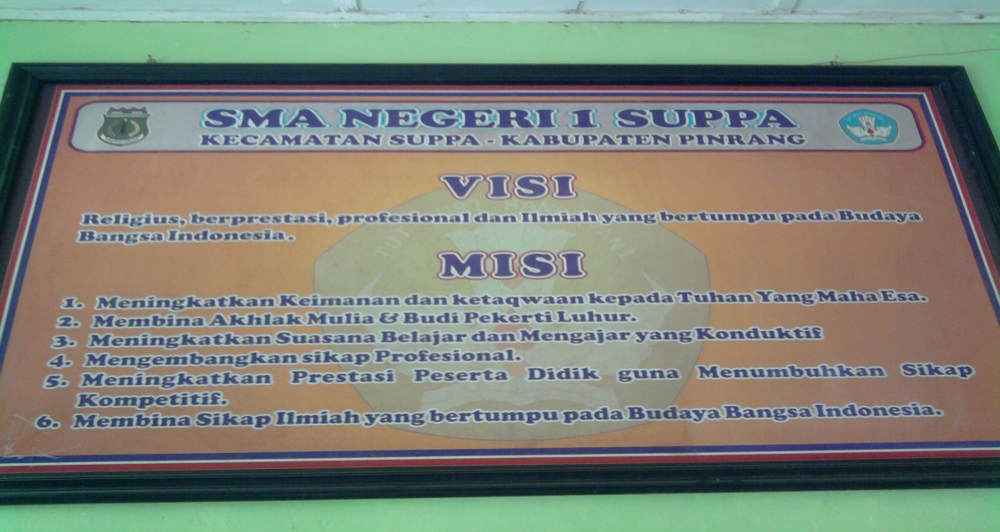 SMA NEGERI 1 SUPPA
KECAMATAN SUPPA - KABUPATEN PINRANG
VISI
Religius, berprestasi, profesional dan Ilmiah yang bertumpu pada Budaya
Bangsa Indonesia.
TUT WURI HANDAYANI
MISI
1. Meningkatkan Keimanan dan ketaqwaan kepada Tuhan Yang Maha Esa.
2. Membina Akhlak Mulia & Budi Pekerti Luhur.
3. Meningkatkan Suasana Belajar dan Mengajar yang Konduktif
4. Mengembangkan sikap Profesional.
5. Meningkatkan Prestasi Peserta Didik guna Menumbuhkan Sikap
Kompetitif.
6. Membina Sikap Ilmiah yang bertumpu pada Budaya Bangsa Indonesia.